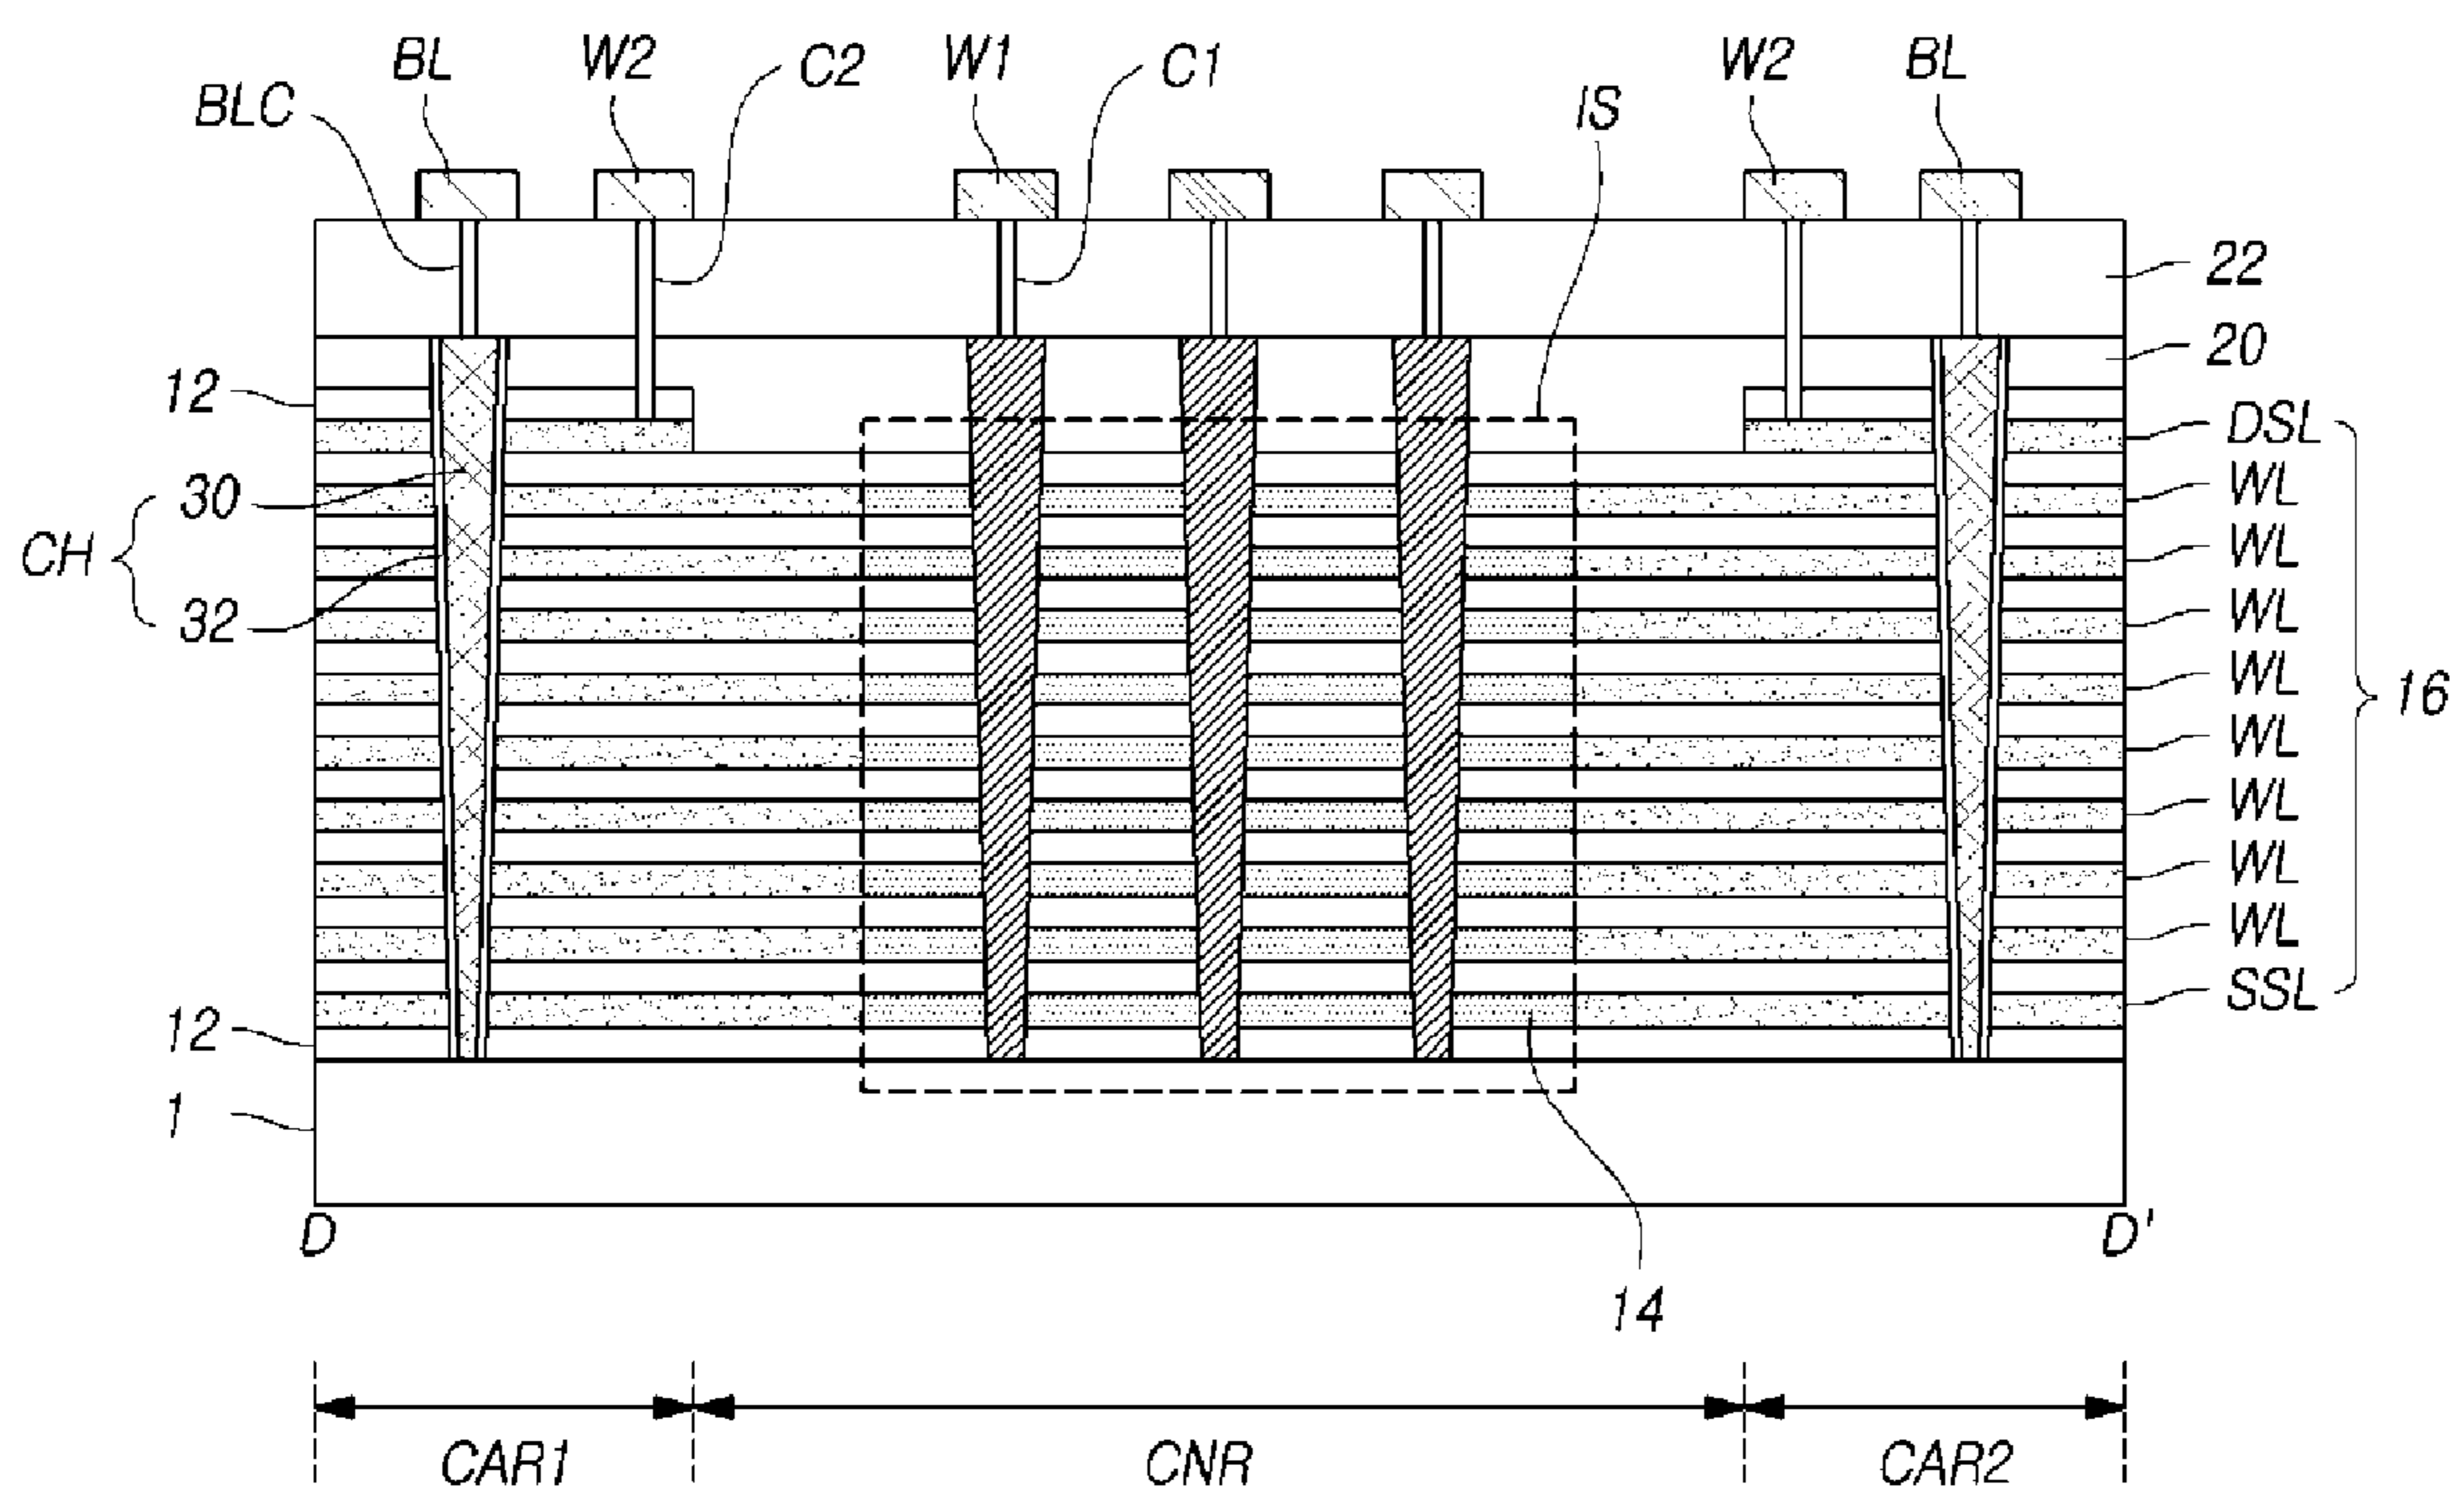 BL W2 C2 W1 C1 W2 BL
BLC IS
22
20
12
DSL
30 WL
CH WL
32 WL
WL 16
WL
WL
WL
WL
SSL
12
1
D D'
14
CAR1 CNR CAR2